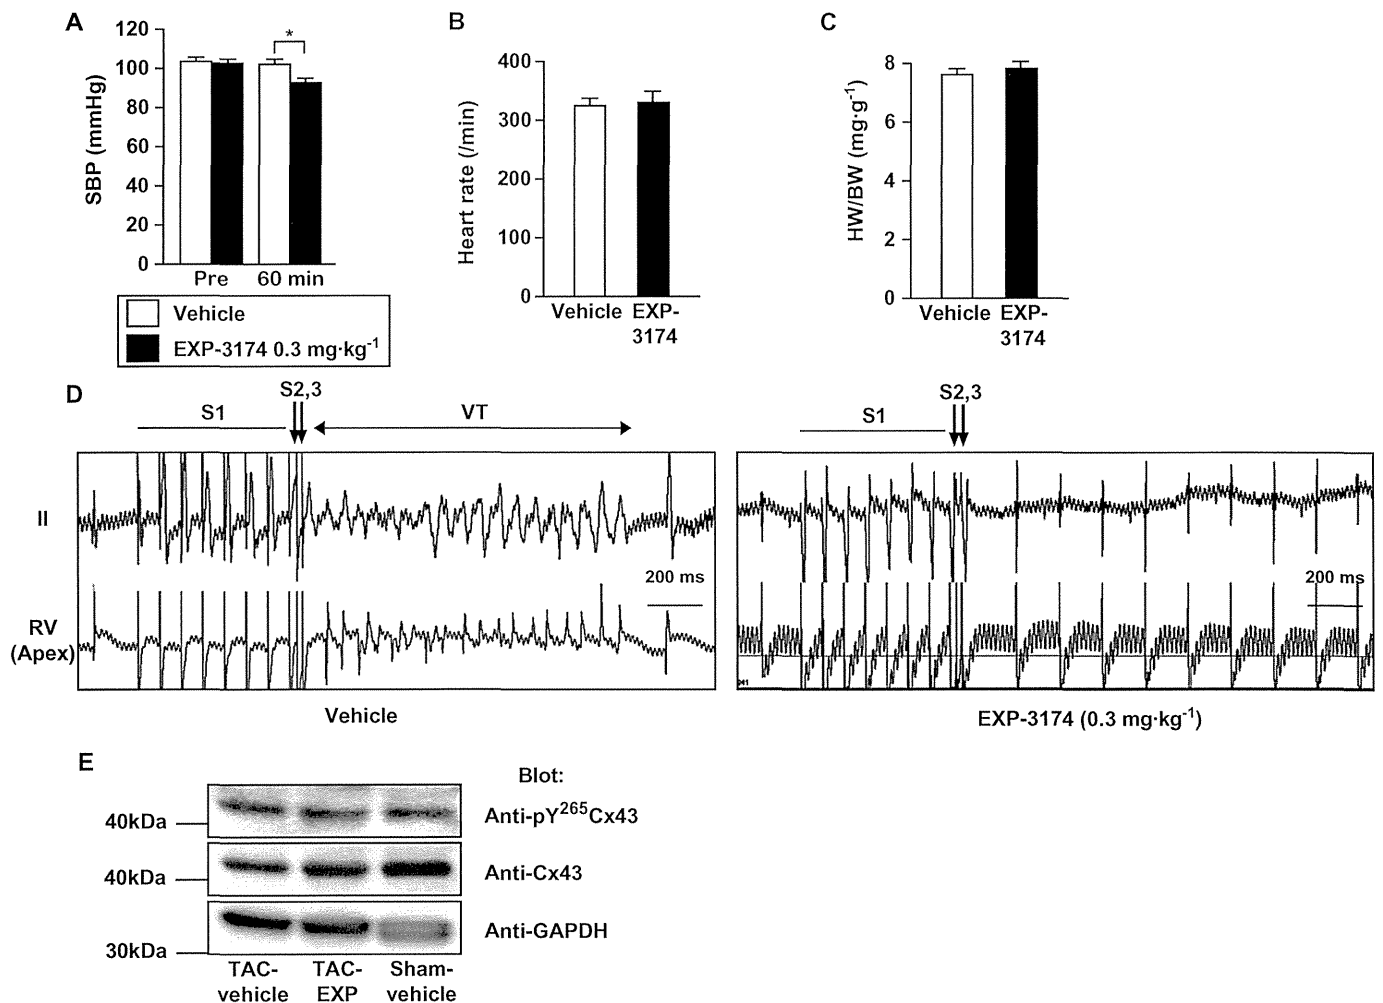 A
120
100
80
60
40
20
0
SBP (mmHg)
*
Pre 60 min
Vehicle
EXP-3174 0.3 mg·kg-1
B
400
300
200
100
0
Heart rate (/min)
Vehicle EXP-
3174
C
8
6
4
2
0
HW/BW (mg·g-1)
Vehicle EXP-
3174
D
S1
S2,3
VT
S1
S2,3
II
RV
(Apex)
200 ms
200 ms
Vehicle
EXP-3174 (0.3 mg·kg-1)
E
Blot:
40kDa
Anti-pY265Cx43
40kDa
Anti-Cx43
30kDa
Anti-GAPDH
TAC-
vehicle
TAC-
EXP
Sham-
vehicle